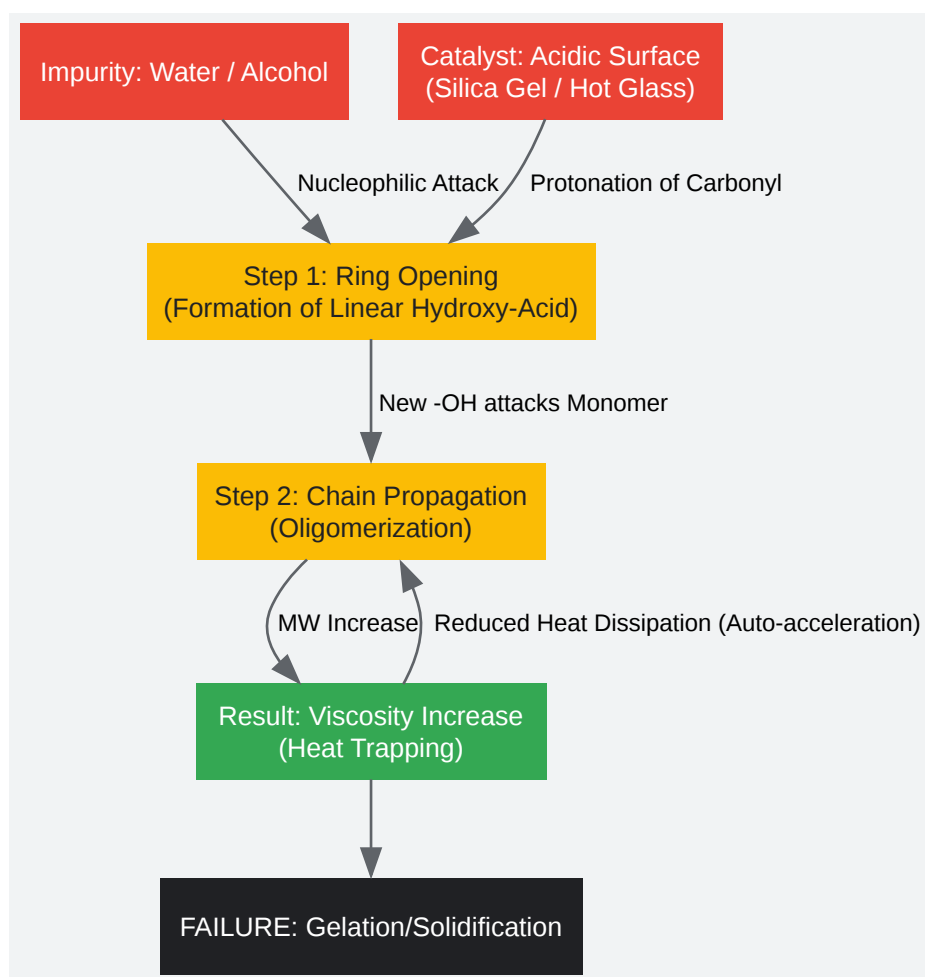 Impurity: Water / Alcohol
Catalyst: Acidic Surface
(Silica Gel / Hot Glass)
Nucleophilic Attack
Protonation of Carbonyl
Step 1: Ring Opening
(Formation of Linear Hydroxy-Acid)
New -OH attacks Monomer
Step 2: Chain Propagation
(Oligomerization)
MW Increase
Reduced Heat Dissipation (Auto-acceleration)
Result: Viscosity Increase
(Heat Trapping)
FAILURE: Gelation/Solidification